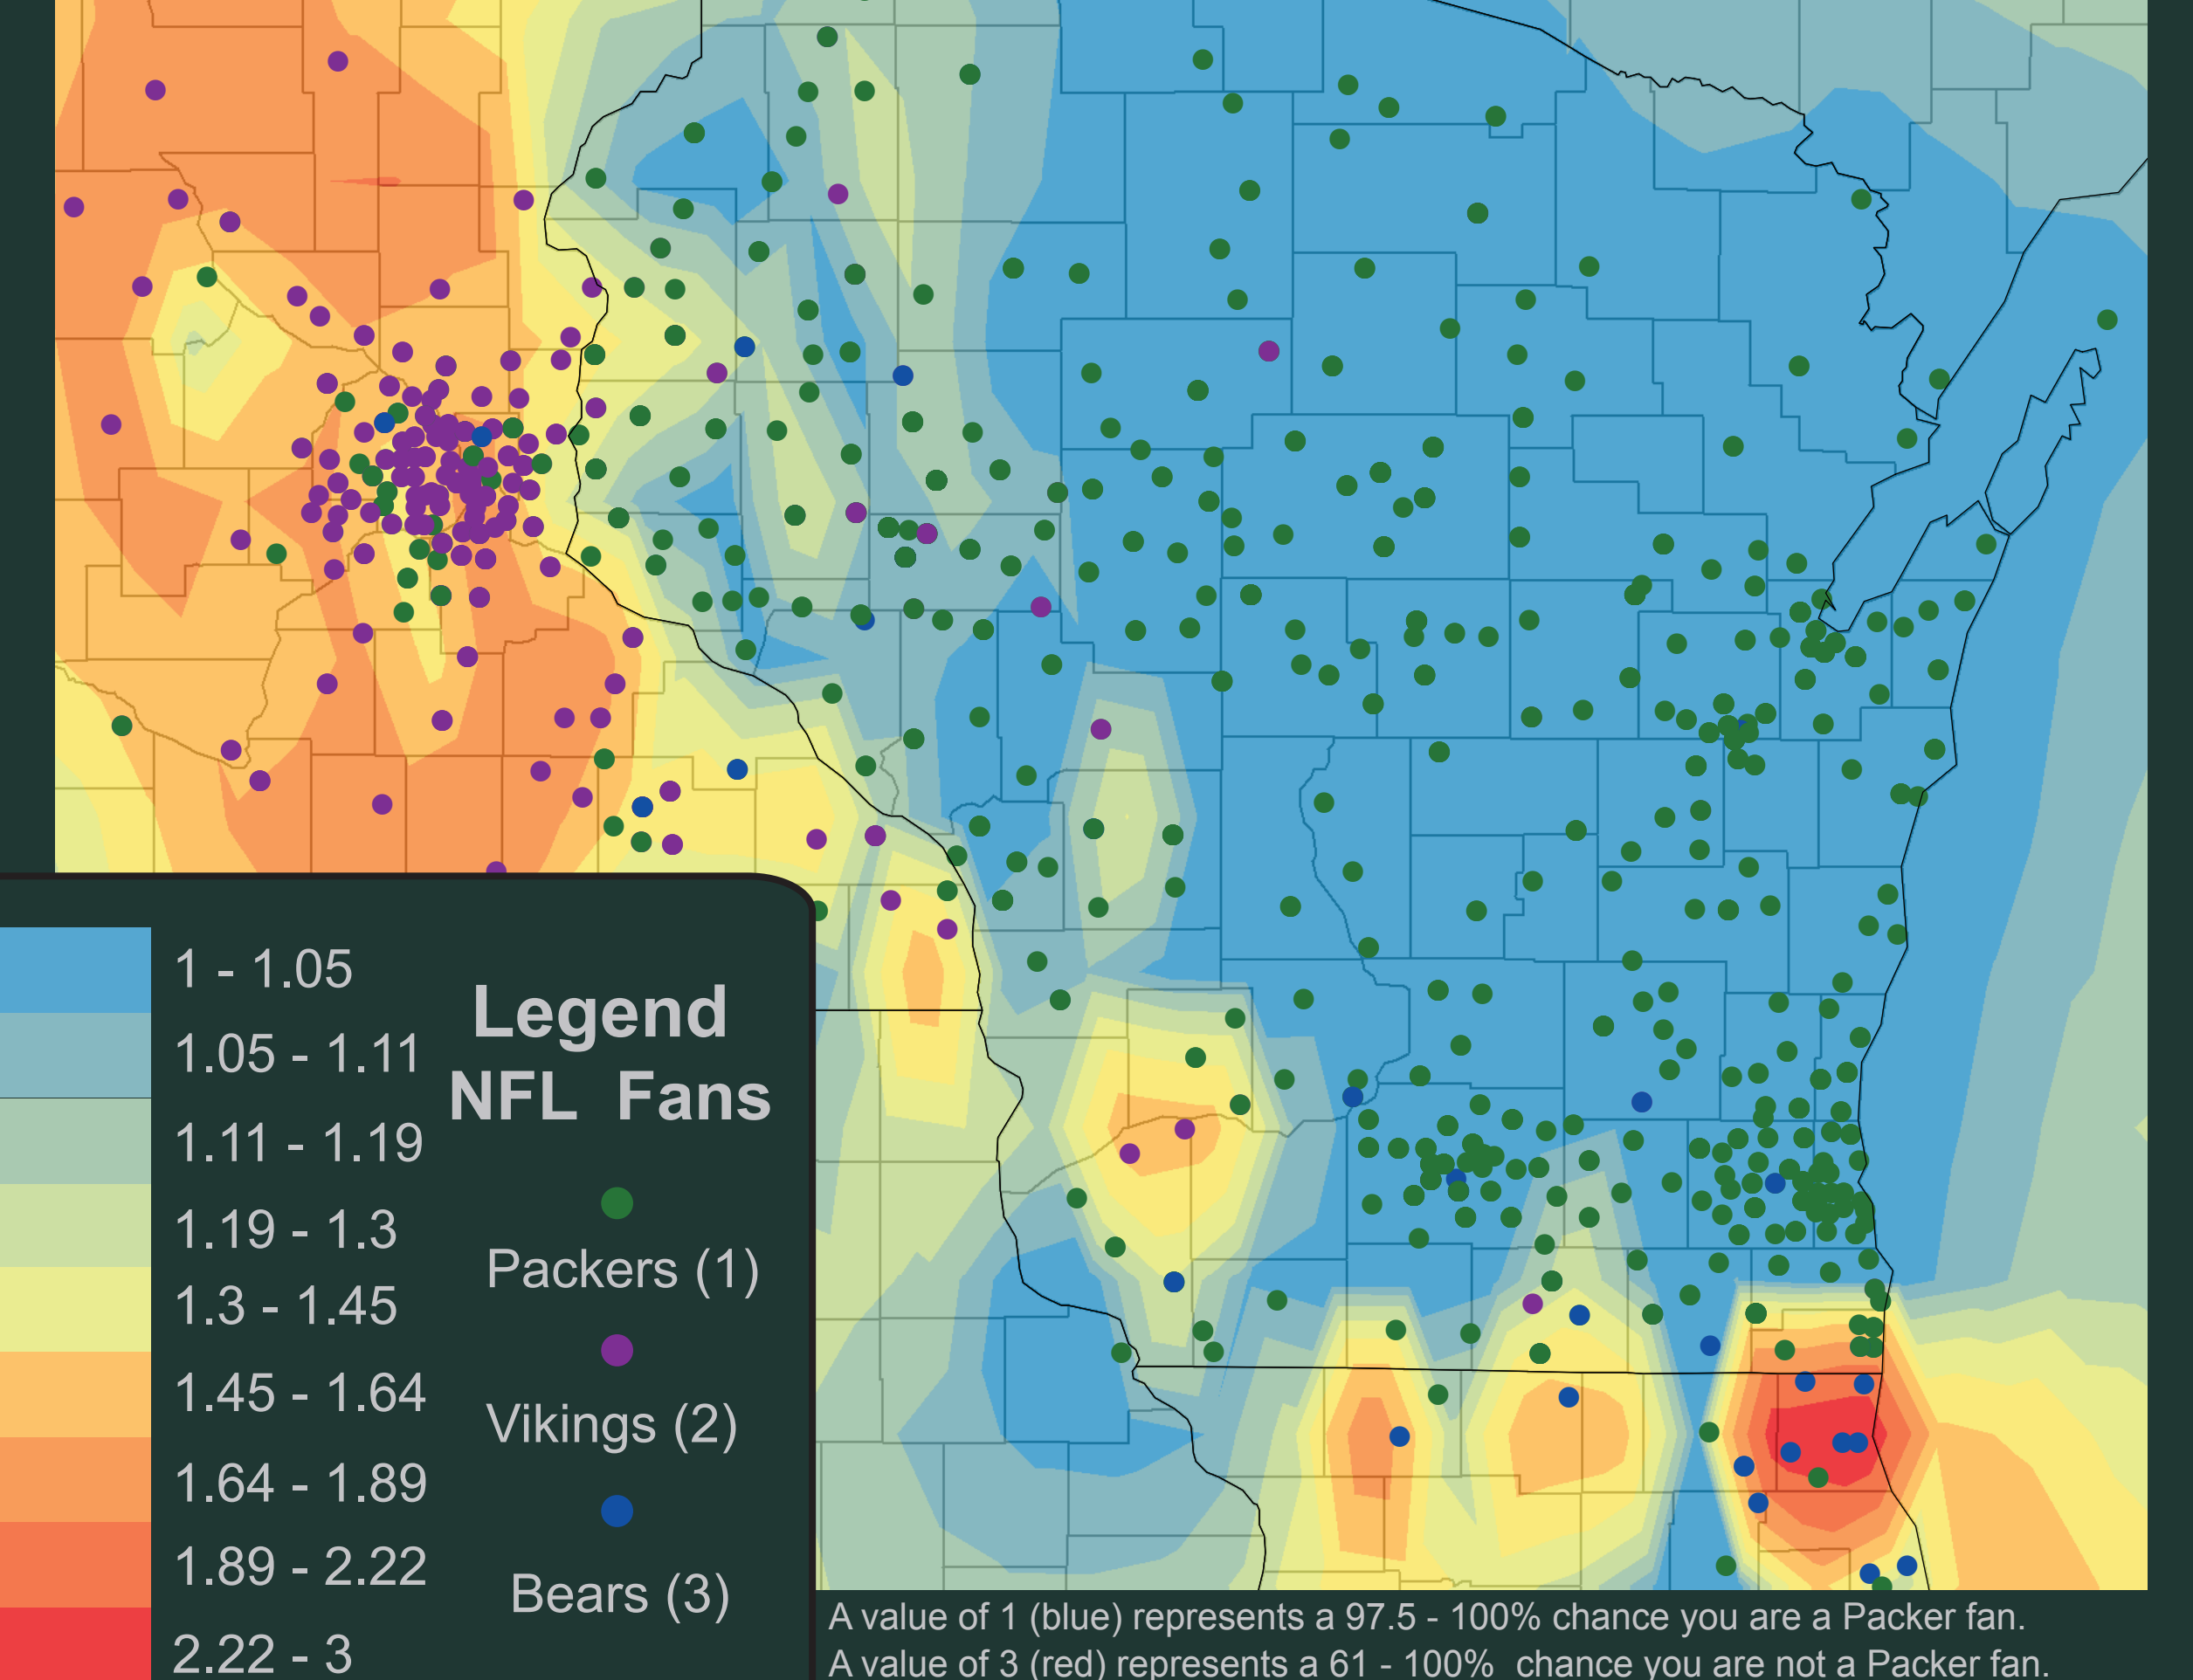 1 - 1.05
1.05 - 1.11
1.11 - 1.19
1.19 - 1.3
1.3 - 1.45
1.45 - 1.64
1.64 - 1.89
1.89 - 2.22
2.22 - 3
Legend
NFL Fans
Packers (1)
Vikings (2)
Bears (3)
A value of 1 (blue) represents a 97.5 - 100% chance you are a Packer fan.
A value of 3 (red) represents a 61 - 100% chance you are not a Packer fan.